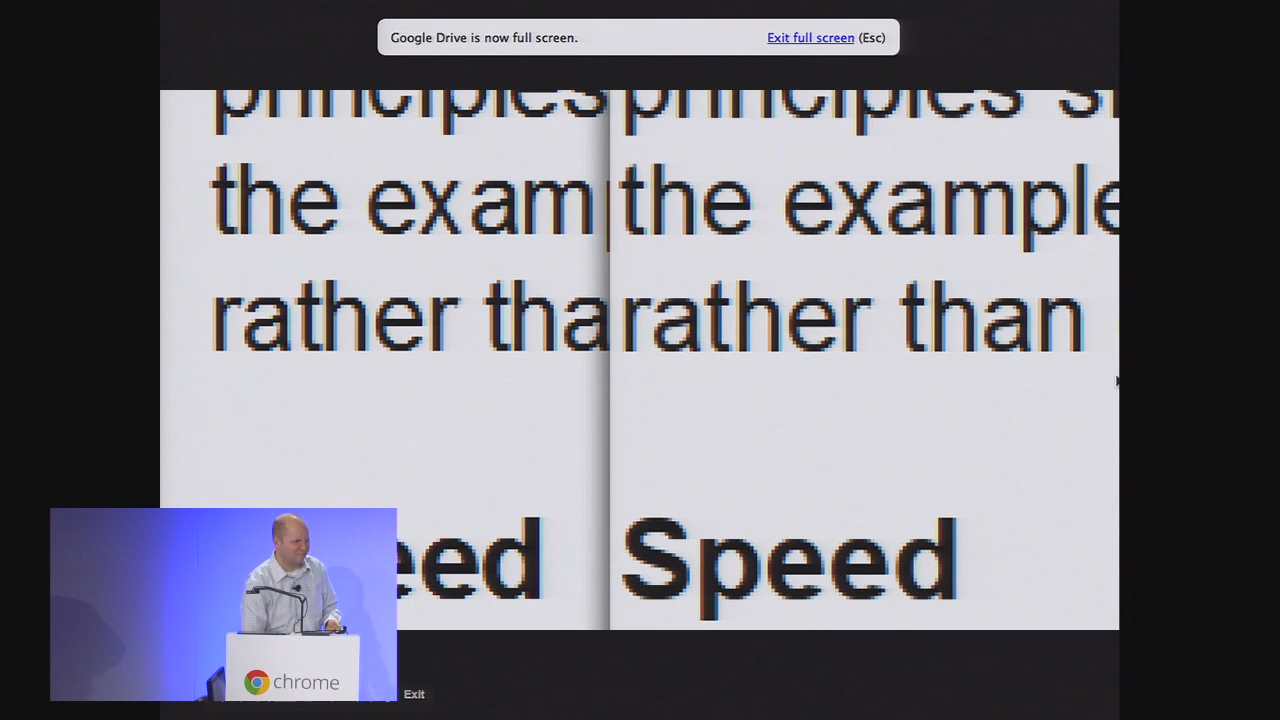 Google Drive is now full screen. Exit full screen (Esc)
principles principles
the exam the example
rather tha rather than
eed Speed
chrome
Exit